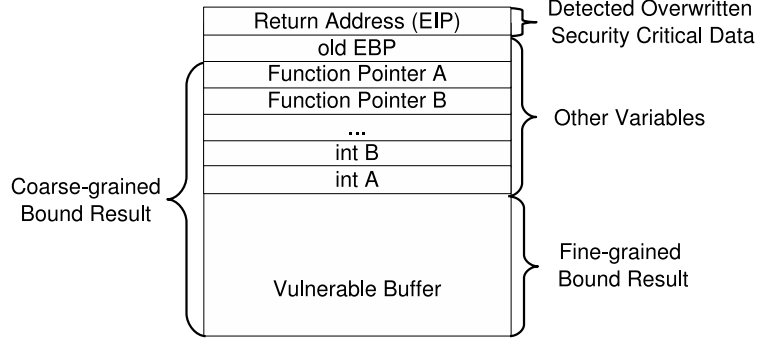 Return Address (EIP)
old EBP
Function Pointer A
Function Pointer B
...
int B
int A
Vulnerable Buffer
Coarse-grained
Bound Result
Detected Overwritten
Security Critical Data
Other Variables
Fine-grained
Bound Result